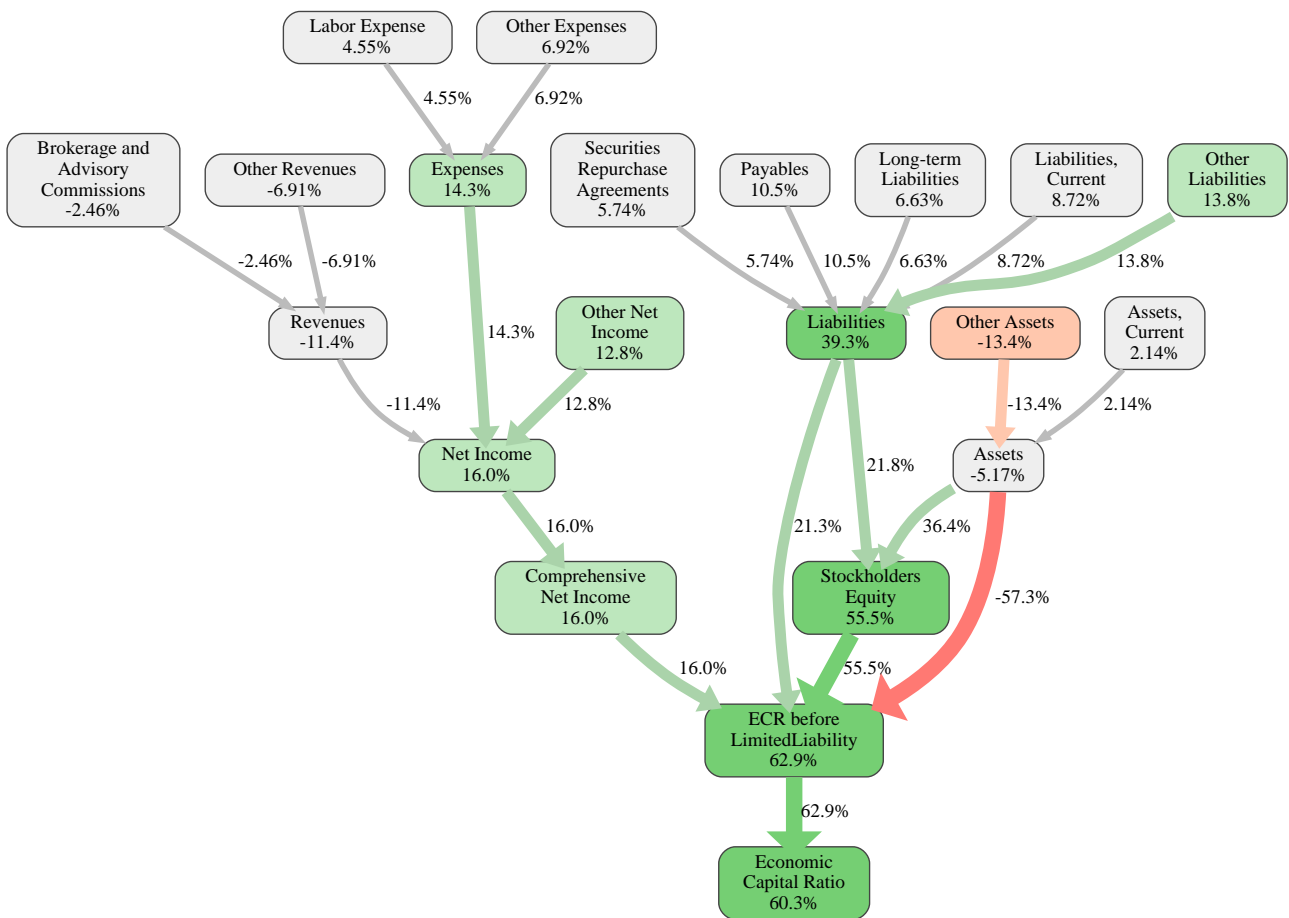 Labor Expense
4.55%
Other Expenses
6.92%
4.55%
6.92%
Brokerage and
Advisory
Commissions
-2.46%
Other Revenues
-6.91%
Expenses
14.3%
Securities
Repurchase
Agreements
5.74%
Payables
10.5%
Long-term
Liabilities
6.63%
Liabilities,
Current
8.72%
Other
Liabilities
13.8%
-2.46%
-6.91%
5.74%
10.5%
6.63%
8.72%
13.8%
Revenues
-11.4%
14.3%
Other Net
Income
12.8%
Liabilities
39.3%
Other Assets
-13.4%
Assets,
Current
2.14%
-11.4%
12.8%
-13.4%
2.14%
Net Income
16.0%
21.8%
Assets
-5.17%
16.0%
21.3%
36.4%
Comprehensive
Net Income
16.0%
Stockholders
Equity
55.5%
-57.3%
16.0%
55.5%
ECR before
LimitedLiability
62.9%
62.9%
Economic
Capital Ratio
60.3%